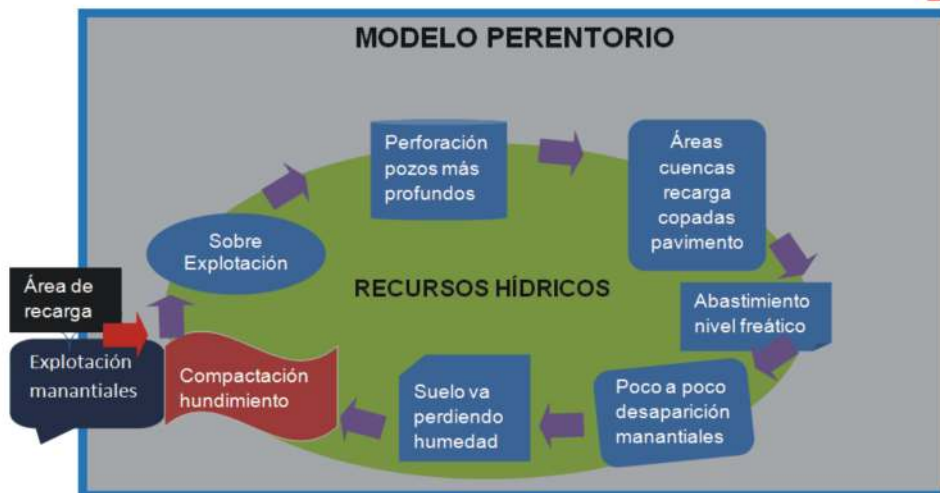 MODELO PERENTORIO
Perforación
pozos más
profundos
Áreas
cuencas
recarga
copadas
pavimento
Sobre
Explotación
RECURSOS HÍDRICOS
Área de
recarga
Abastimiento
nivel freático
Explotación
manantiales
Compactación
hundimiento
Suelo va
perdiendo
humedad
Poco a poco
desaparición
manantiales